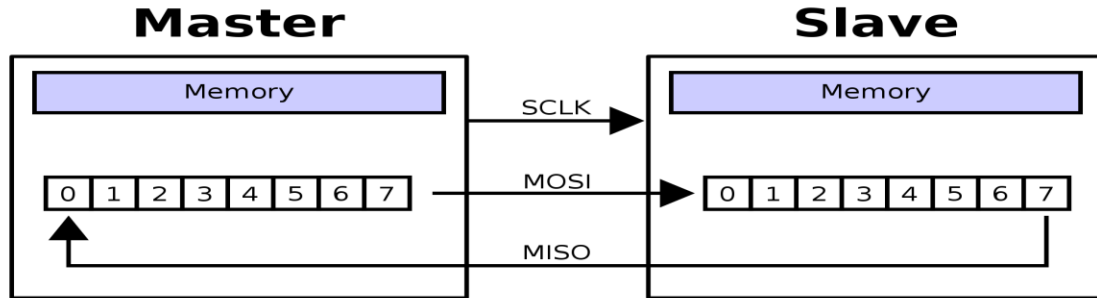 Master Slave
Memory Memory
SCLK
0 1 2 3 4 5 6 7 MOSI 0 1 2 3 4 5 6 7
MISO